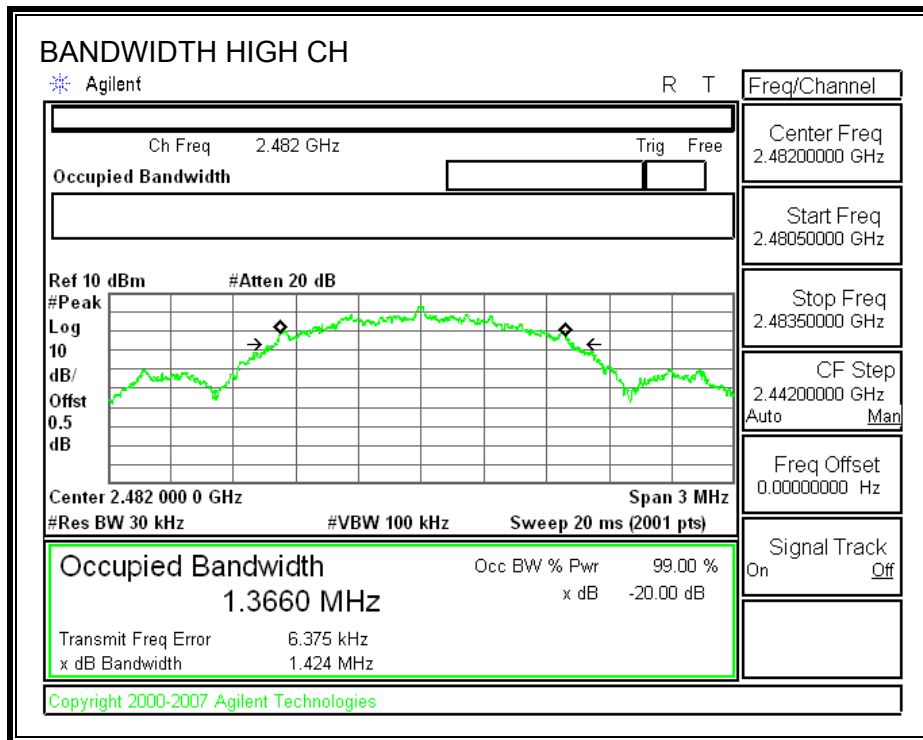 BANDWIDTH HIGH CH
Agilent R T
Ch Freq 2.482 GHz Trig Free
Occupied Bandwidth
Ref 10 dBm #Atten 20 dB
#Peak
Log
10
dB/
Offst
0.5
dB
Center 2.482 000 0 GHz Span 3 MHz
#Res BW 30 kHz #VBW 100 kHz Sweep 20 ms (2001 pts)
Occupied Bandwidth Occ BW % Pwr 99.00 %
1.3660 MHz x dB -20.00 dB
Transmit Freq Error 6.375 kHz
x dB Bandwidth 1.424 MHz
Copyright 2000-2007 Agilent Technologies
Freq/Channel
Center Freq
2.48200000 GHz
Start Freq
2.48050000 GHz
Stop Freq
2.48350000 GHz
CF Step
2.44200000 GHz
Auto Man
Freq Offset
0.00000000 Hz
Signal Track
On Off